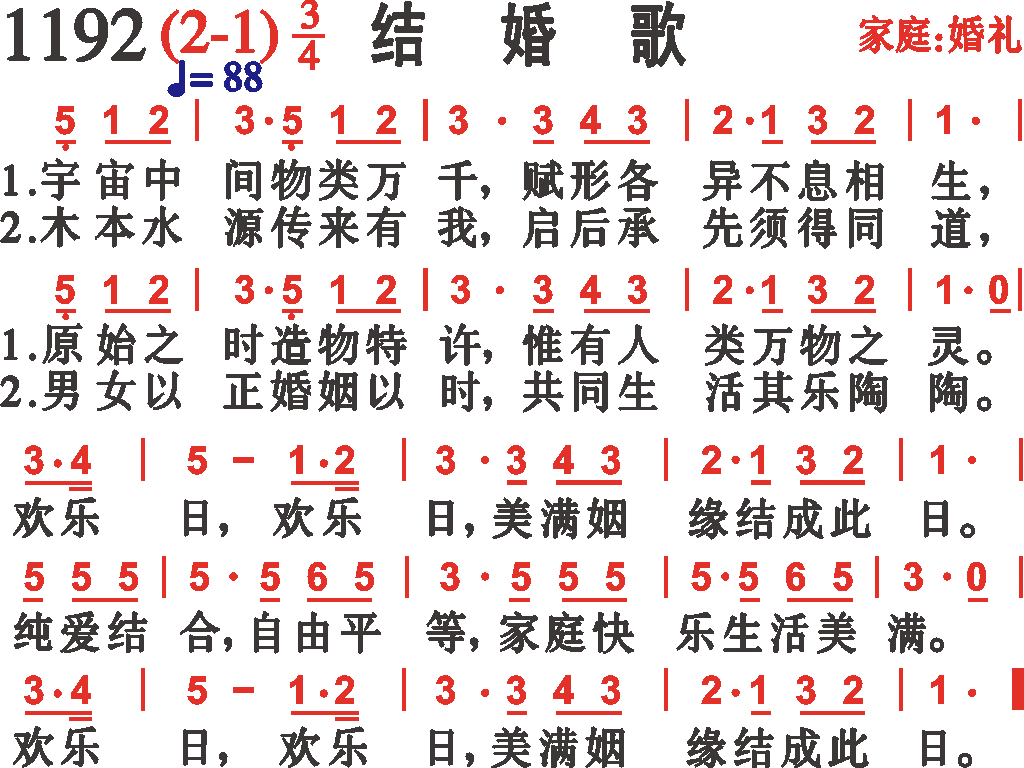 1192 (2-1) 3/4 结 婚 歌 家庭:婚礼
♩= 88
5 1 2 | 3·5 1 2 | 3 · 3 4 3 | 2·1 3 2 | 1· |
1.宇 宙中 间物类万 千, 赋形各 异不息相 生,
2.木 本水 源传来有 我, 启后承 先须得同 道,
5 1 2 | 3·5 1 2 | 3 · 3 4 3 | 2·1 3 2 | 1·0 |
1.原 始之 时造物特 许, 惟有人 类万物之 灵。
2.男 女以 正婚姻以 时, 共同生 活其乐陶 陶。
3·4 | 5 − 1·2 | 3 ·3 4 3 | 2·1 3 2 | 1· |
欢乐 日, 欢乐 日,美满姻 缘结成此 日。
5 5 5 | 5 ·5 6 5 | 3 ·5 5 5 | 5·5 6 5 | 3·0 |
纯爱结 合,自由平 等,家庭快 乐生活美 满。
3·4 | 5 − 1·2 | 3 ·3 4 3 | 2·1 3 2 | 1·
欢乐 日, 欢乐 日,美满姻 缘结成此 日。